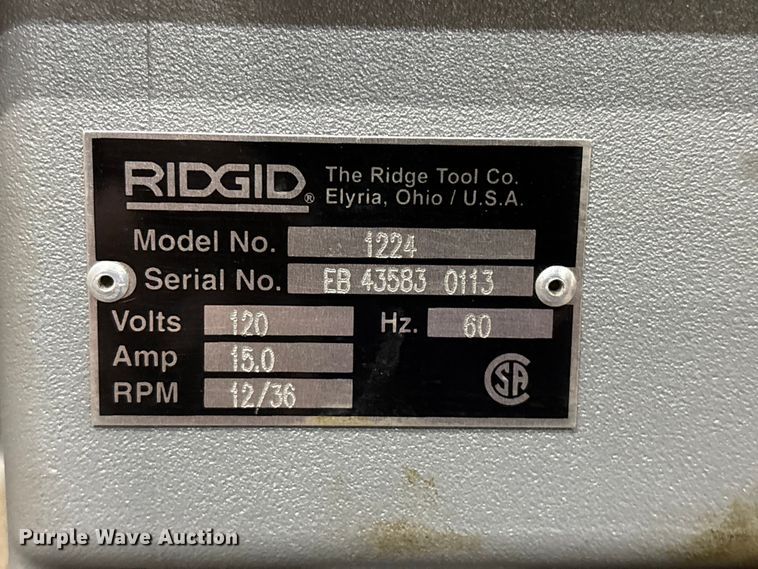 RIDGID®
The Ridge Tool Co.
Elyria, Ohio / U.S.A.
Model No. 1224
Serial No. EB 43583 0113
Volts 120 Hz. 60
Amp 15.0
RPM 12/36
CSA
Purple Wave Auction